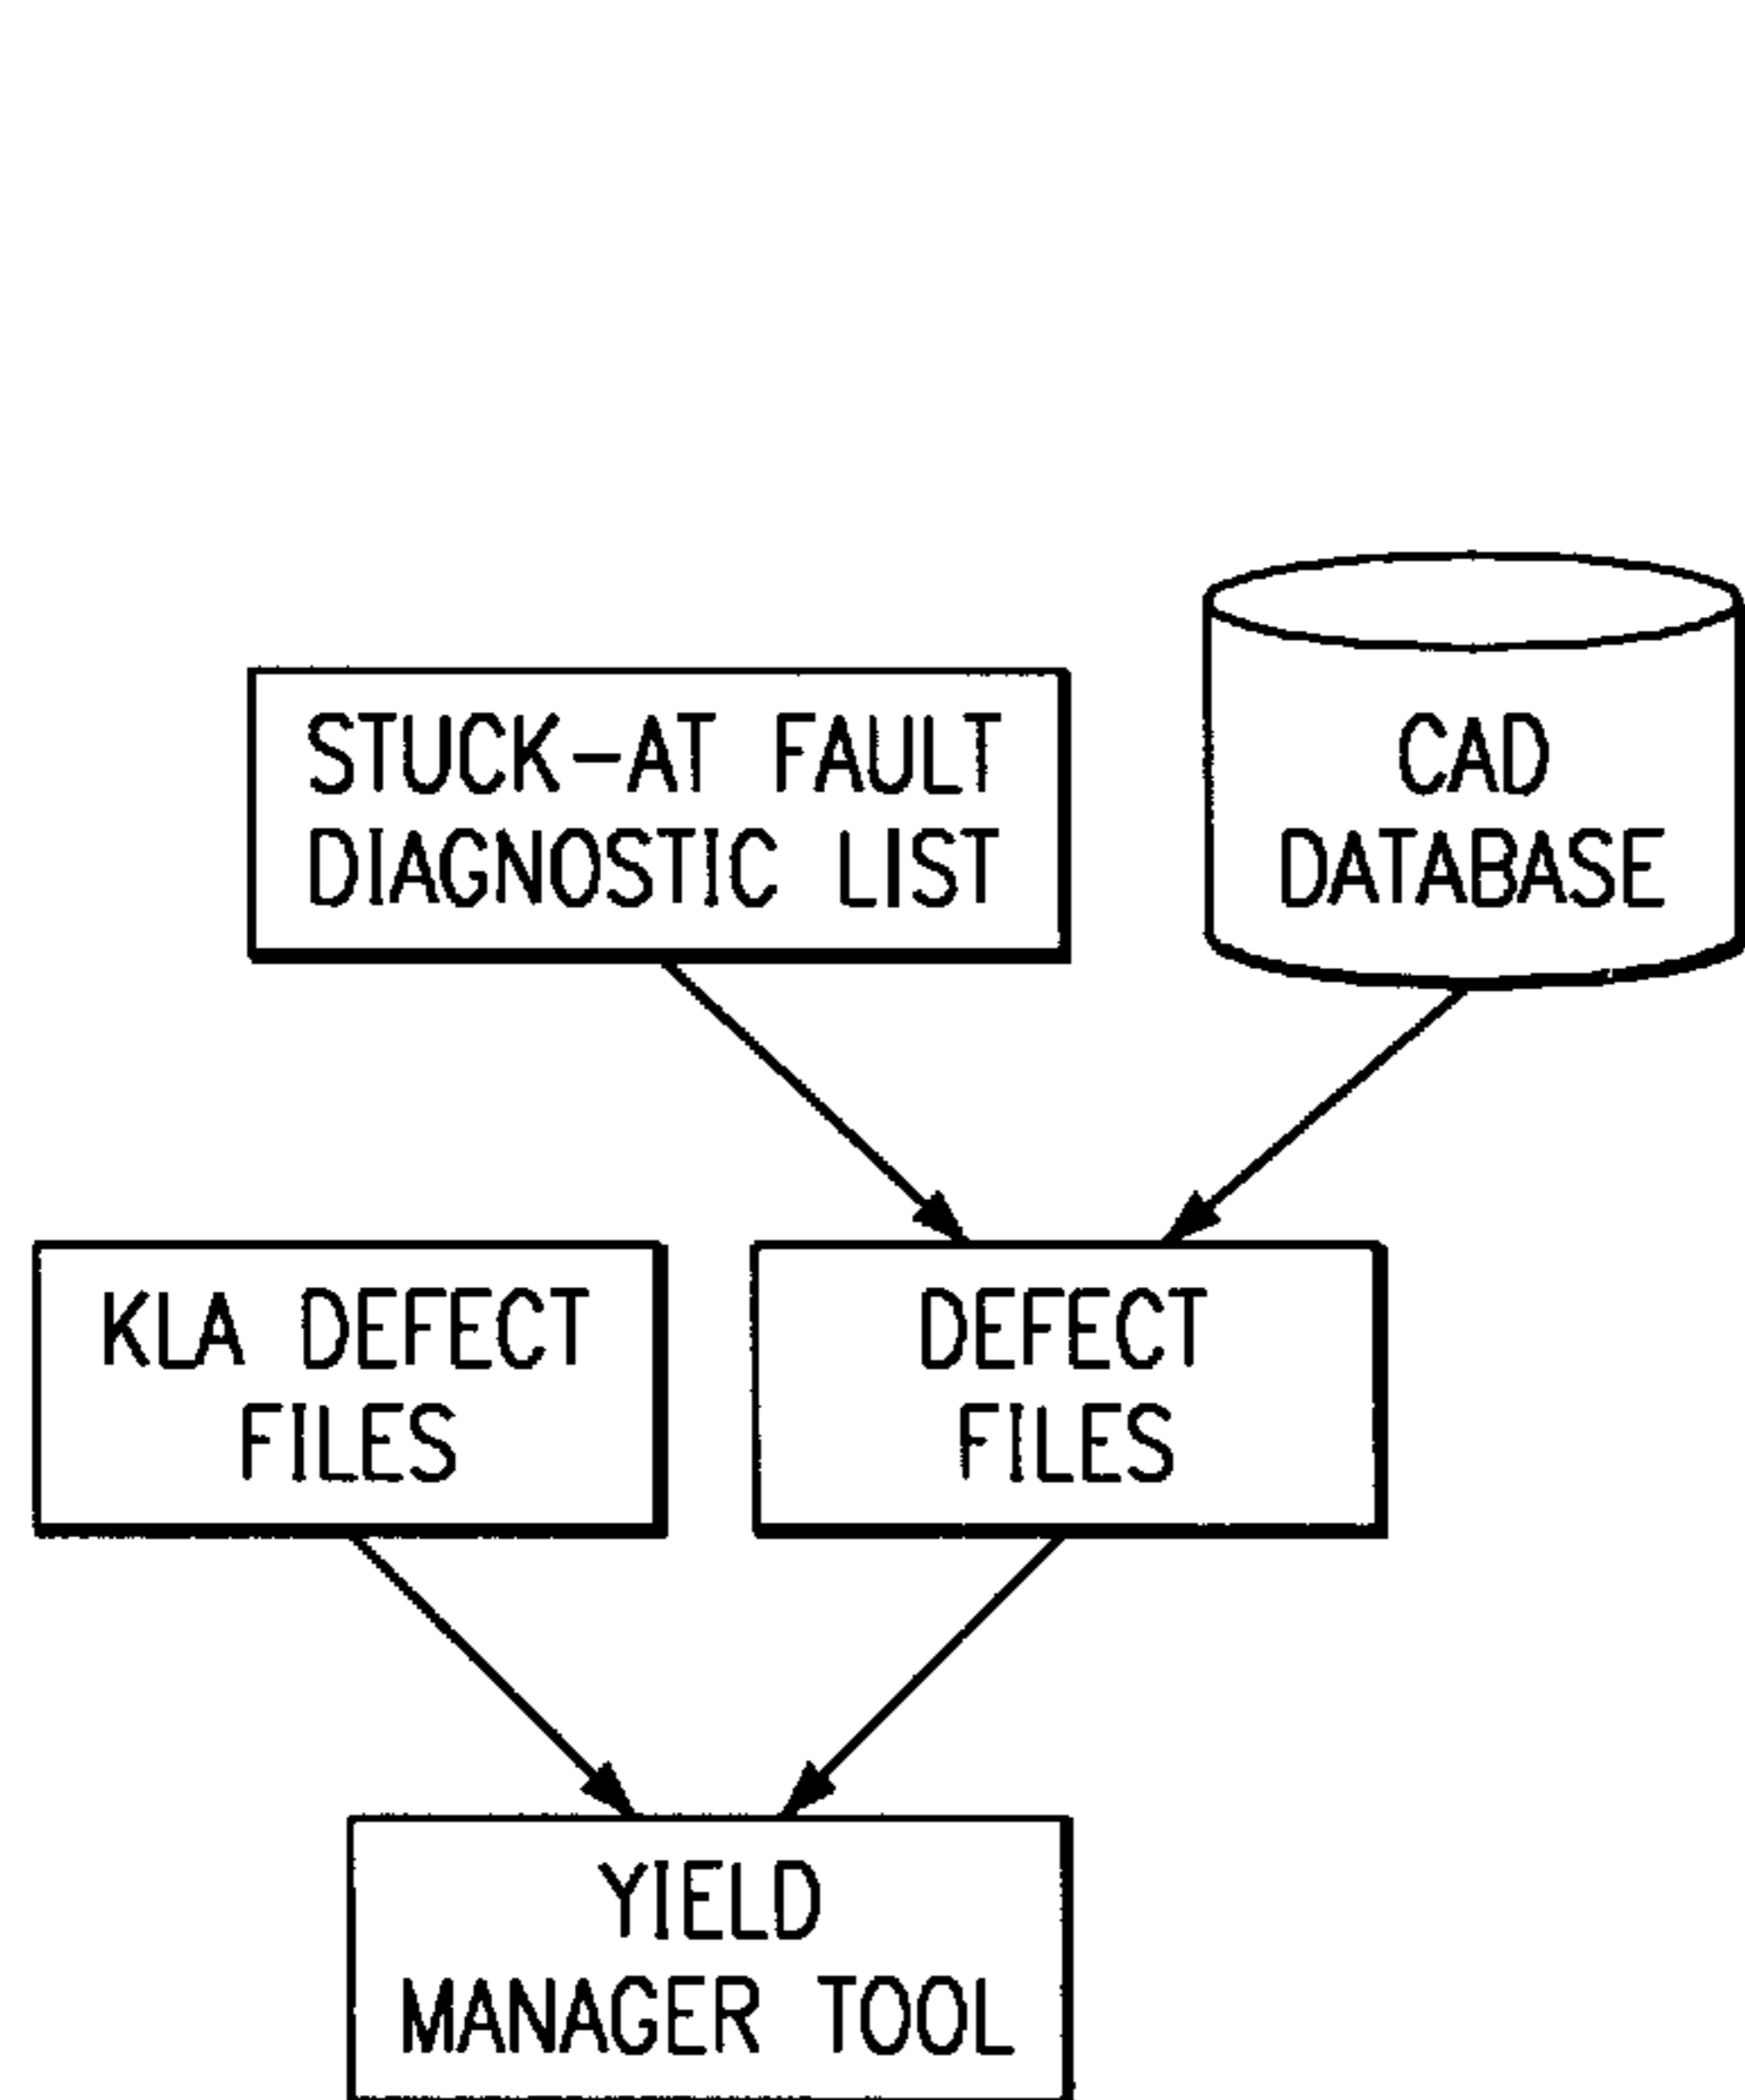 STUCK-AT FAULT
DIAGNOSTIC LIST
CAD
DATABASE
KLA DEFECT
FILES
DEFECT
FILES
YIELD
MANAGER TOOL